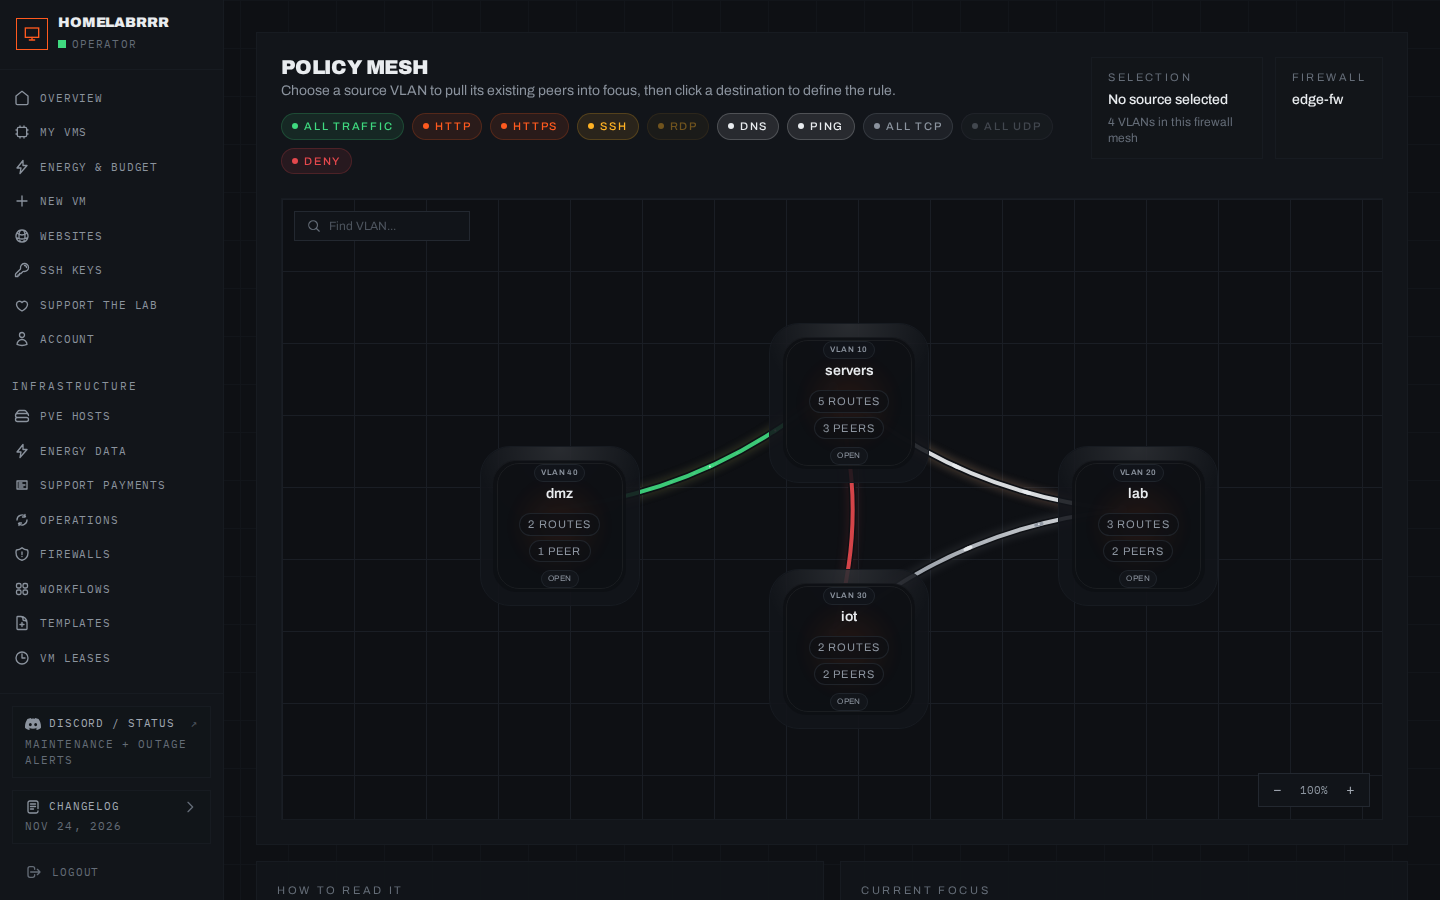 HOMELABRRR
OPERATOR
OVERVIEW
MY VMS
ENERGY & BUDGET
NEW VM
WEBSITES
SSH KEYS
SUPPORT THE LAB
ACCOUNT
INFRASTRUCTURE
PVE HOSTS
ENERGY DATA
SUPPORT PAYMENTS
OPERATIONS
FIREWALLS
WORKFLOWS
TEMPLATES
VM LEASES
DISCORD / STATUS ↗
MAINTENANCE + OUTAGE
ALERTS
CHANGELOG
NOV 24, 2026
LOGOUT
POLICY MESH
Choose a source VLAN to pull its existing peers into focus, then click a destination to define the rule.
ALL TRAFFIC HTTP HTTPS SSH RDP DNS PING ALL TCP ALL UDP
DENY
SELECTION
No source selected
4 VLANs in this firewall
mesh
FIREWALL
edge-fw
Find VLAN...
VLAN 10
servers
5 ROUTES
3 PEERS
OPEN
VLAN 40
dmz
2 ROUTES
1 PEER
OPEN
VLAN 20
lab
3 ROUTES
2 PEERS
OPEN
VLAN 30
iot
2 ROUTES
2 PEERS
OPEN
− 100% +
HOW TO READ IT
CURRENT FOCUS